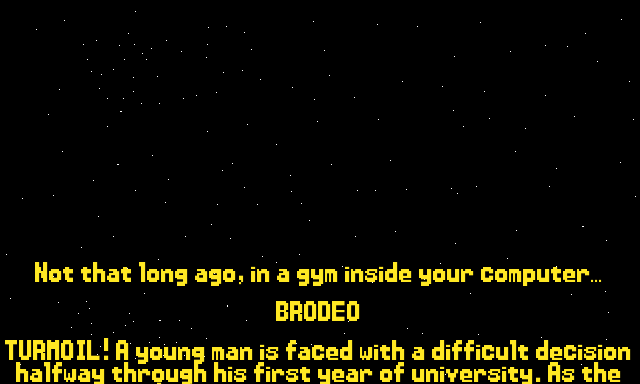 Not that long ago, in a gym inside your computer...
BRODEO
TURMOIL! A young man is faced with a difficult decision
halfway through his first year of university. As the